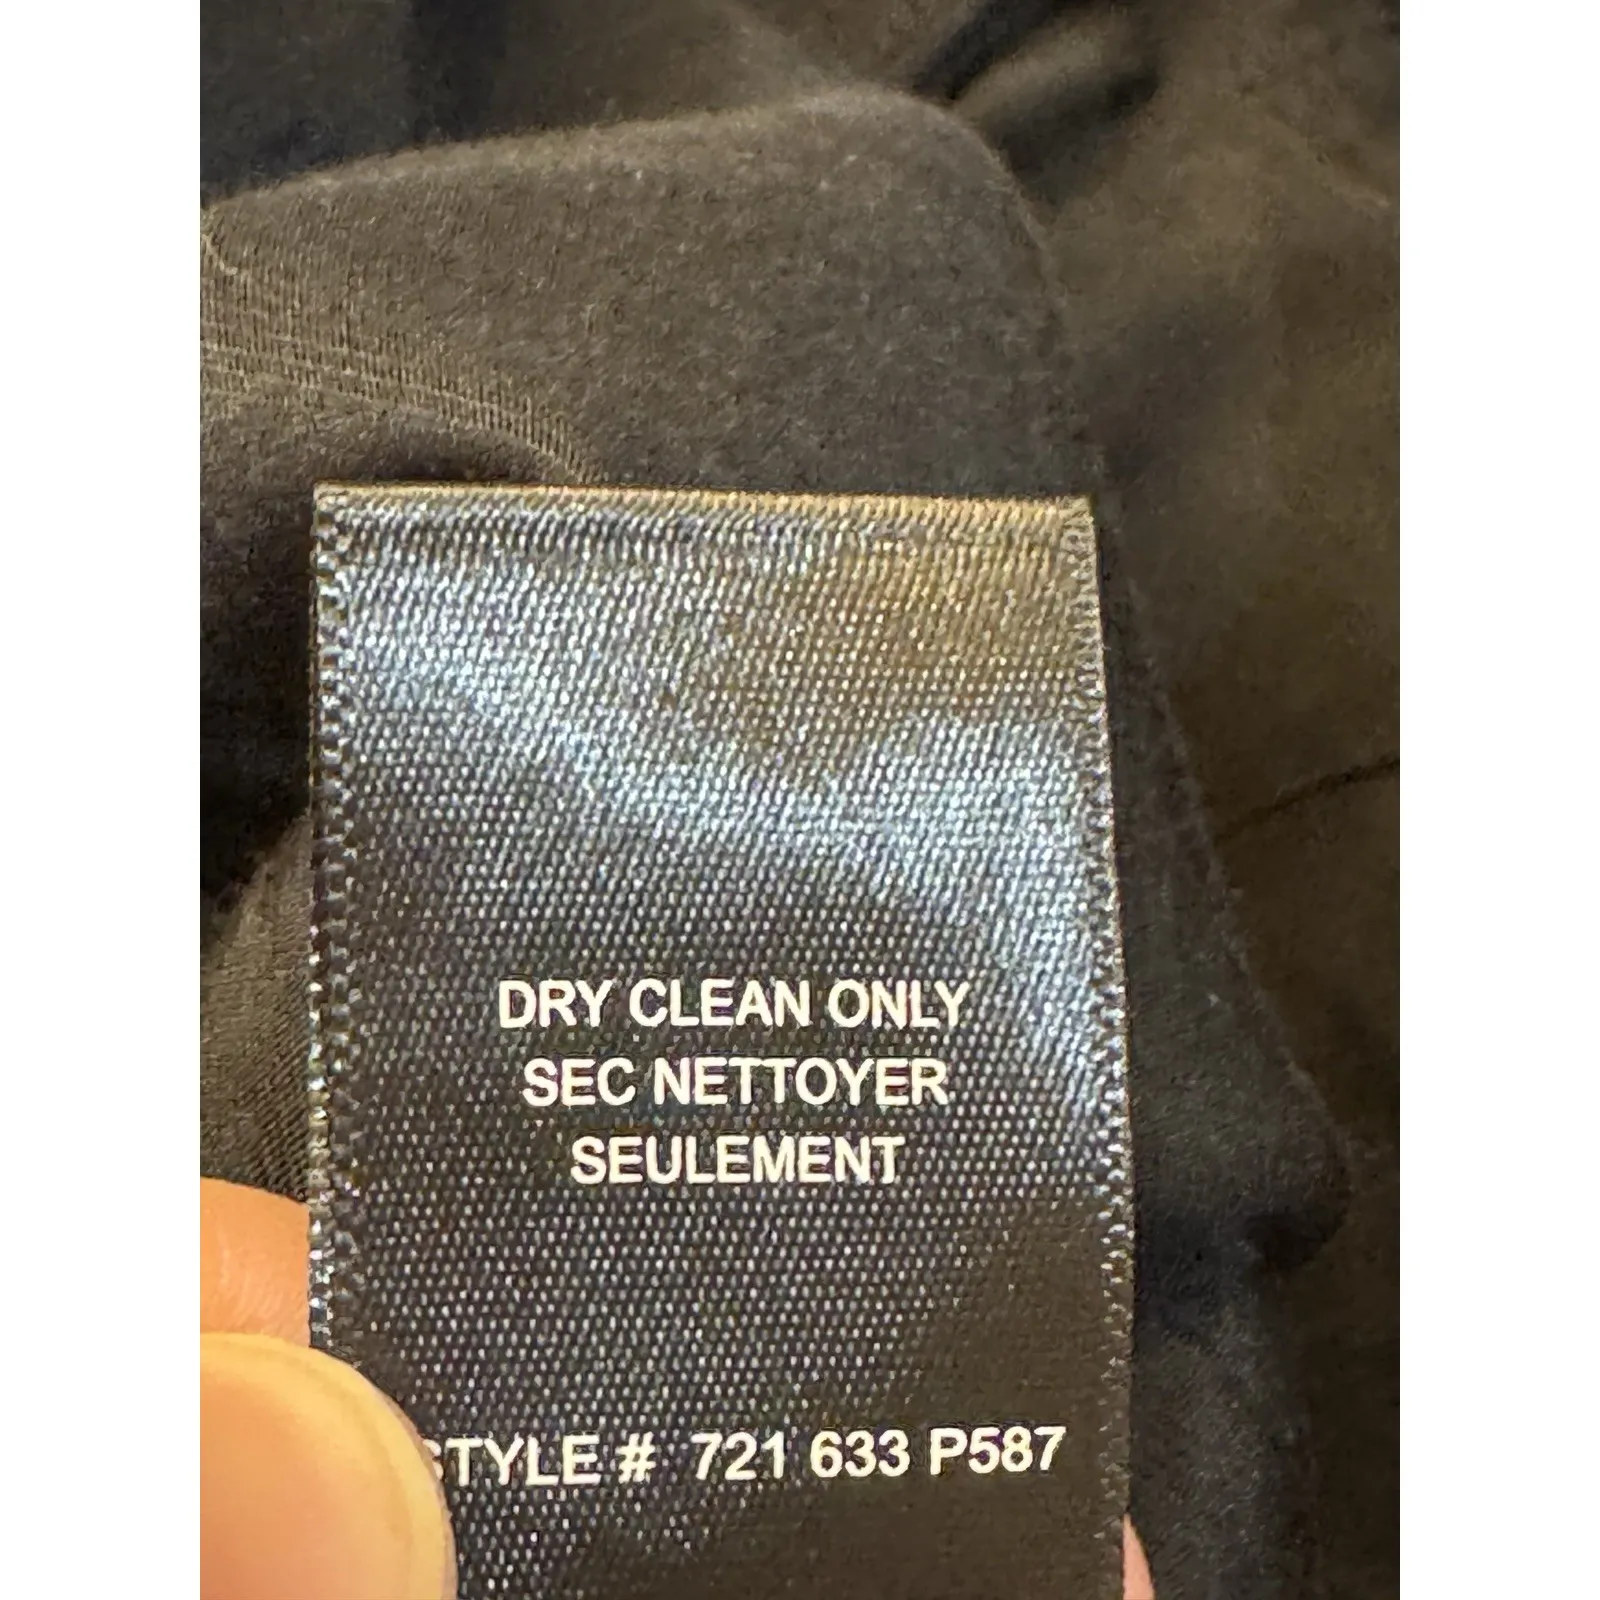 DRY CLEAN ONLY
SEC NETTOYER
SEULEMENT
STYLE # 721 633 P587